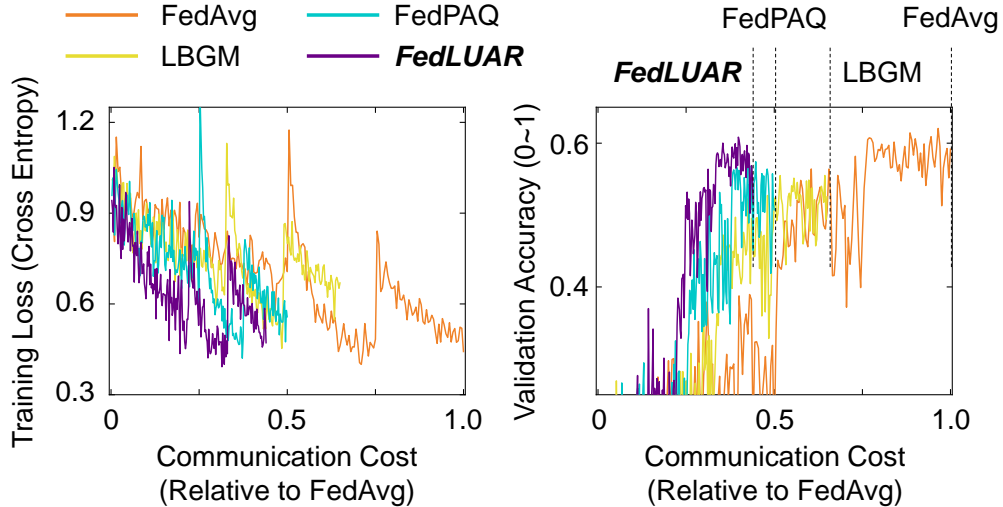 FedAvg
FedPAQ
LBGM
FedLUAR
Training Loss (Cross Entropy)
1.2
0.9
0.6
0.3
0
0.5
1.0
Communication Cost
(Relative to FedAvg)
FedPAQ
FedAvg
FedLUAR
LBGM
Validation Accuracy (0~1)
0.6
0.4
0
0.5
1.0
Communication Cost
(Relative to FedAvg)